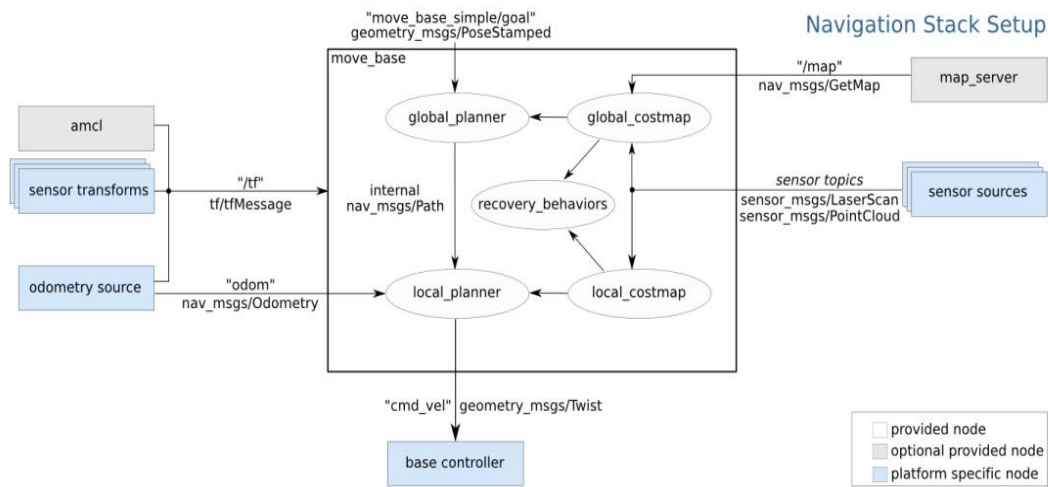 Navigation Stack Setup
"move_base_simple/goal"
geometry_msgs/PoseStamped
move_base
"/map"
nav_msgs/GetMap
map_server
global_planner
global_costmap
amcl
sensor transforms
"/tf"
tf/tfMessage
internal
nav_msgs/Path
recovery_behaviors
sensor topics
sensor_msgs/LaserScan
sensor_msgs/PointCloud
sensor sources
odometry source
"odom"
nav_msgs/Odometry
local_planner
local_costmap
"cmd_vel" geometry_msgs/Twist
base controller
provided node
optional provided node
platform specific node